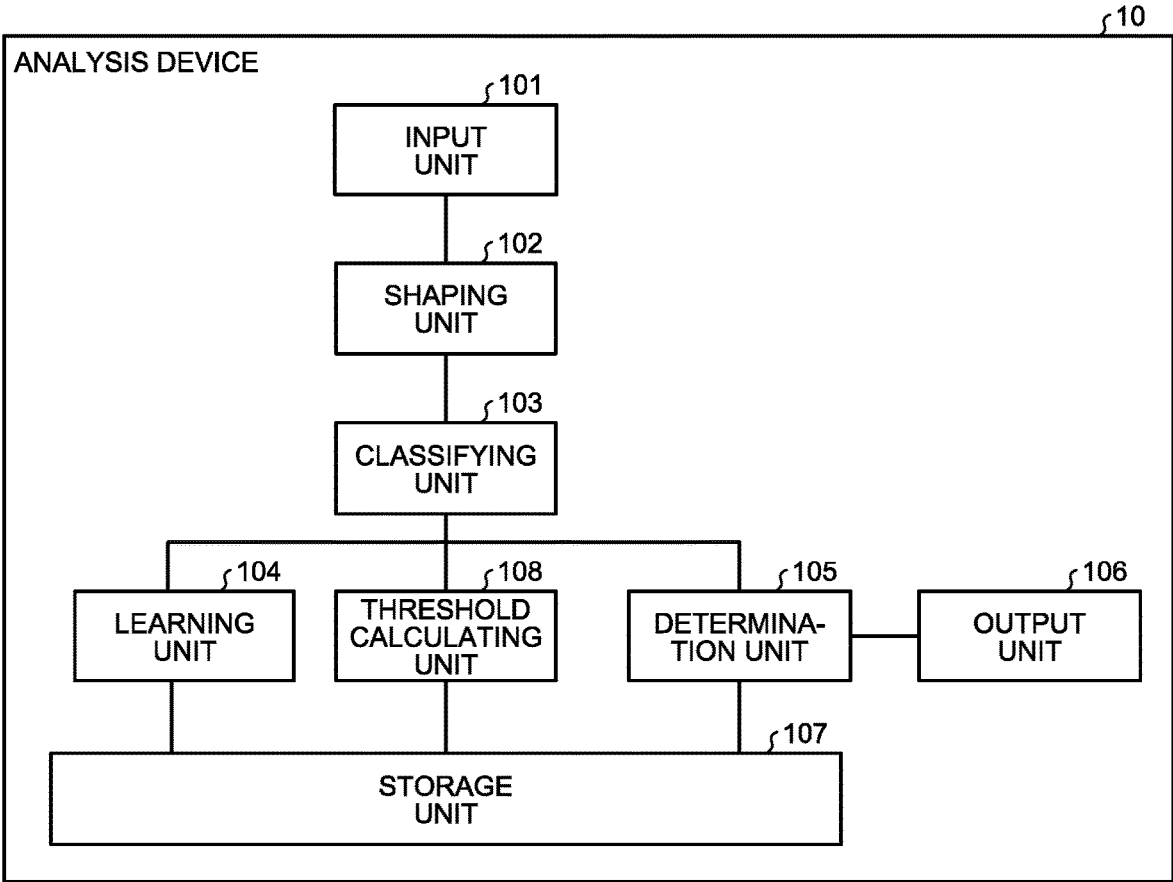 10
ANALYSIS DEVICE
101
INPUT
UNIT
102
SHAPING
UNIT
103
CLASSIFYING
UNIT
104
LEARNING
UNIT
108
THRESHOLD
CALCULATING
UNIT
105
DETERMINA-
TION UNIT
106
OUTPUT
UNIT
107
STORAGE
UNIT